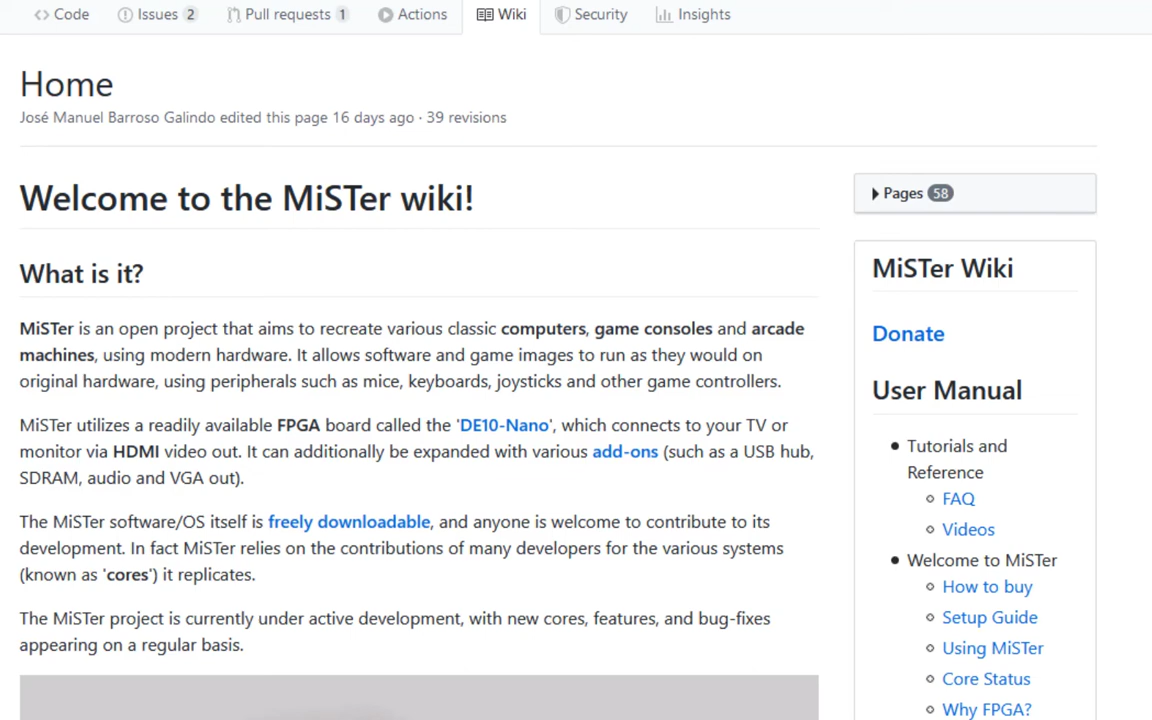 Code Issues 2 Pull requests 1 Actions Wiki Security Insights
Home
José Manuel Barroso Galindo edited this page 16 days ago · 39 revisions
Welcome to the MiSTer wiki!
What is it?
MiSTer is an open project that aims to recreate various classic computers, game consoles and arcade
machines, using modern hardware. It allows software and game images to run as they would on
original hardware, using peripherals such as mice, keyboards, joysticks and other game controllers.
MiSTer utilizes a readily available FPGA board called the 'DE10-Nano', which connects to your TV or
monitor via HDMI video out. It can additionally be expanded with various add-ons (such as a USB hub,
SDRAM, audio and VGA out).
The MiSTer software/OS itself is freely downloadable, and anyone is welcome to contribute to its
development. In fact MiSTer relies on the contributions of many developers for the various systems
(known as 'cores') it replicates.
The MiSTer project is currently under active development, with new cores, features, and bug-fixes
appearing on a regular basis.
Pages 58
MiSTer Wiki
Donate
User Manual
Tutorials and
Reference
FAQ
Videos
Welcome to MiSTer
How to buy
Setup Guide
Using MiSTer
Core Status
Why FPGA?